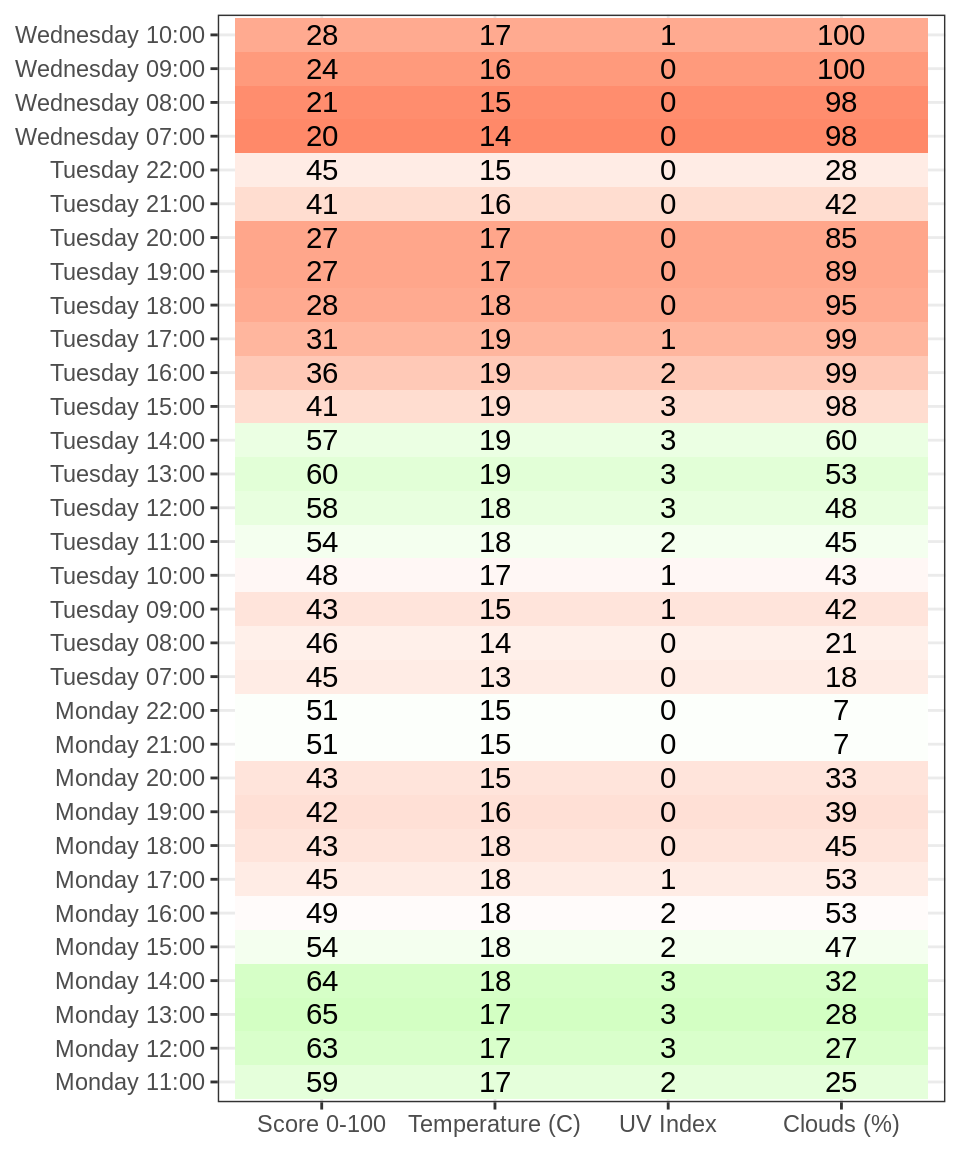 Wednesday 10:00 28 17 1 100
Wednesday 09:00 24 16 0 100
Wednesday 08:00 21 15 0 98
Wednesday 07:00 20 14 0 98
Tuesday 22:00 45 15 0 28
Tuesday 21:00 41 16 0 42
Tuesday 20:00 27 17 0 85
Tuesday 19:00 27 17 0 89
Tuesday 18:00 28 18 0 95
Tuesday 17:00 31 19 1 99
Tuesday 16:00 36 19 2 99
Tuesday 15:00 41 19 3 98
Tuesday 14:00 57 19 3 60
Tuesday 13:00 60 19 3 53
Tuesday 12:00 58 18 3 48
Tuesday 11:00 54 18 2 45
Tuesday 10:00 48 17 1 43
Tuesday 09:00 43 15 1 42
Tuesday 08:00 46 14 0 21
Tuesday 07:00 45 13 0 18
Monday 22:00 51 15 0 7
Monday 21:00 51 15 0 7
Monday 20:00 43 15 0 33
Monday 19:00 42 16 0 39
Monday 18:00 43 18 0 45
Monday 17:00 45 18 1 53
Monday 16:00 49 18 2 53
Monday 15:00 54 18 2 47
Monday 14:00 64 18 3 32
Monday 13:00 65 17 3 28
Monday 12:00 63 17 3 27
Monday 11:00 59 17 2 25
Score 0-100 Temperature (C) UV Index Clouds (%)